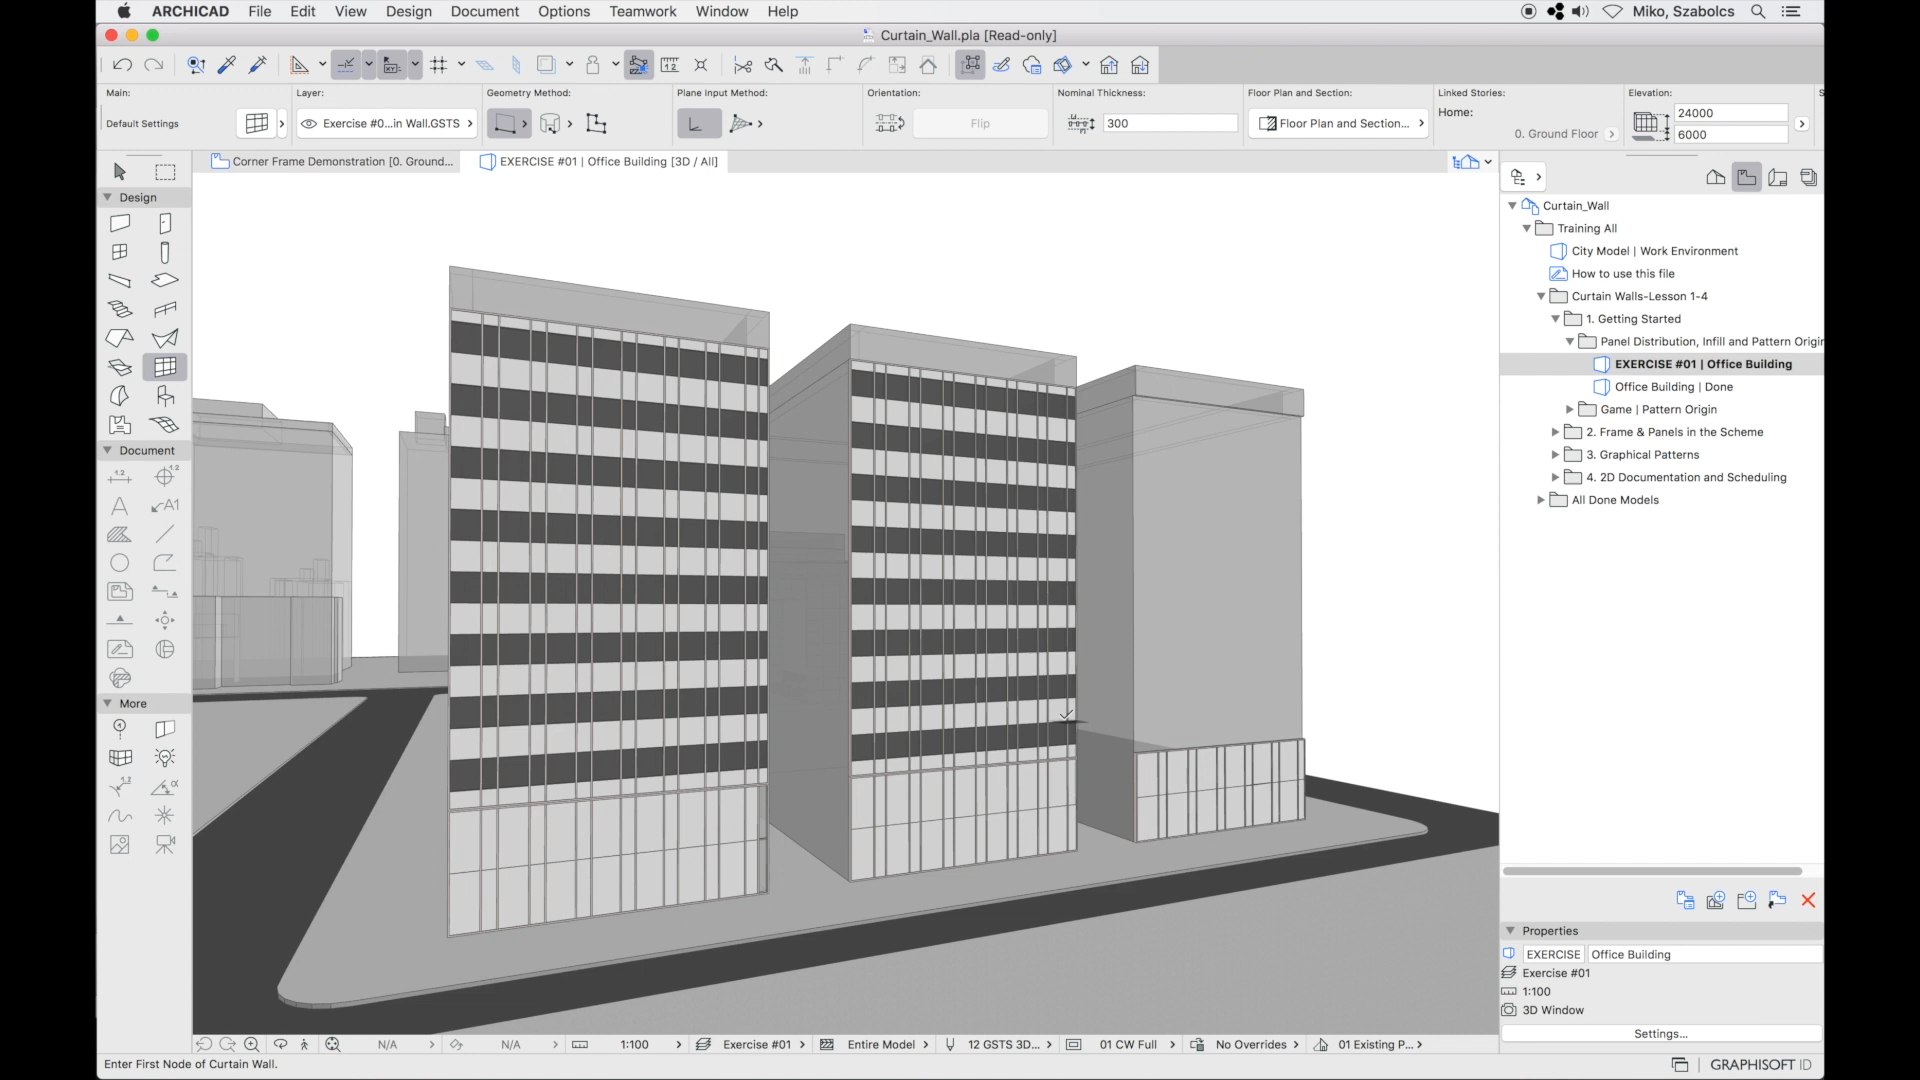 ARCHICAD File Edit View Design Document Options Teamwork Window Help Miko, Szabolcs
Curtain_Wall.pla [Read-only]
Main: Layer: Geometry Method: Plane Input Method: Orientation: Nominal Thickness: Floor Plan and Section: Linked Stories: Elevation: S
Default Settings Exercise #0...in Wall.GSTS Flip 300 Floor Plan and Section... Home: 24000
0. Ground Floor 6000
Corner Frame Demonstration [0. Ground... EXERCISE #01 | Office Building [3D / All]
Design
Document
More
Curtain_Wall
Training All
City Model | Work Environment
How to use this file
Curtain Walls-Lesson 1-4
1. Getting Started
Panel Distribution, Infill and Pattern Origin
EXERCISE #01 | Office Building
Office Building | Done
Game | Pattern Origin
2. Frame & Panels in the Scheme
3. Graphical Patterns
4. 2D Documentation and Scheduling
All Done Models
Properties
EXERCISE Office Building
Exercise #01
1:100
3D Window
Settings...
N/A N/A 1:100 Exercise #01 Entire Model 12 GSTS 3D... 01 CW Full No Overrides 01 Existing P...
Enter First Node of Curtain Wall. GRAPHISOFT ID